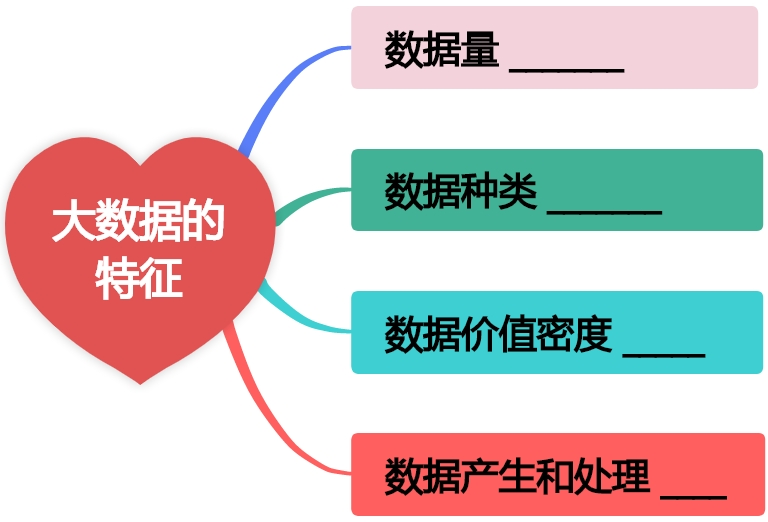 大数据的
特征
数据量 ______
数据种类 ______
数据价值密度 ____
数据产生和处理 ___